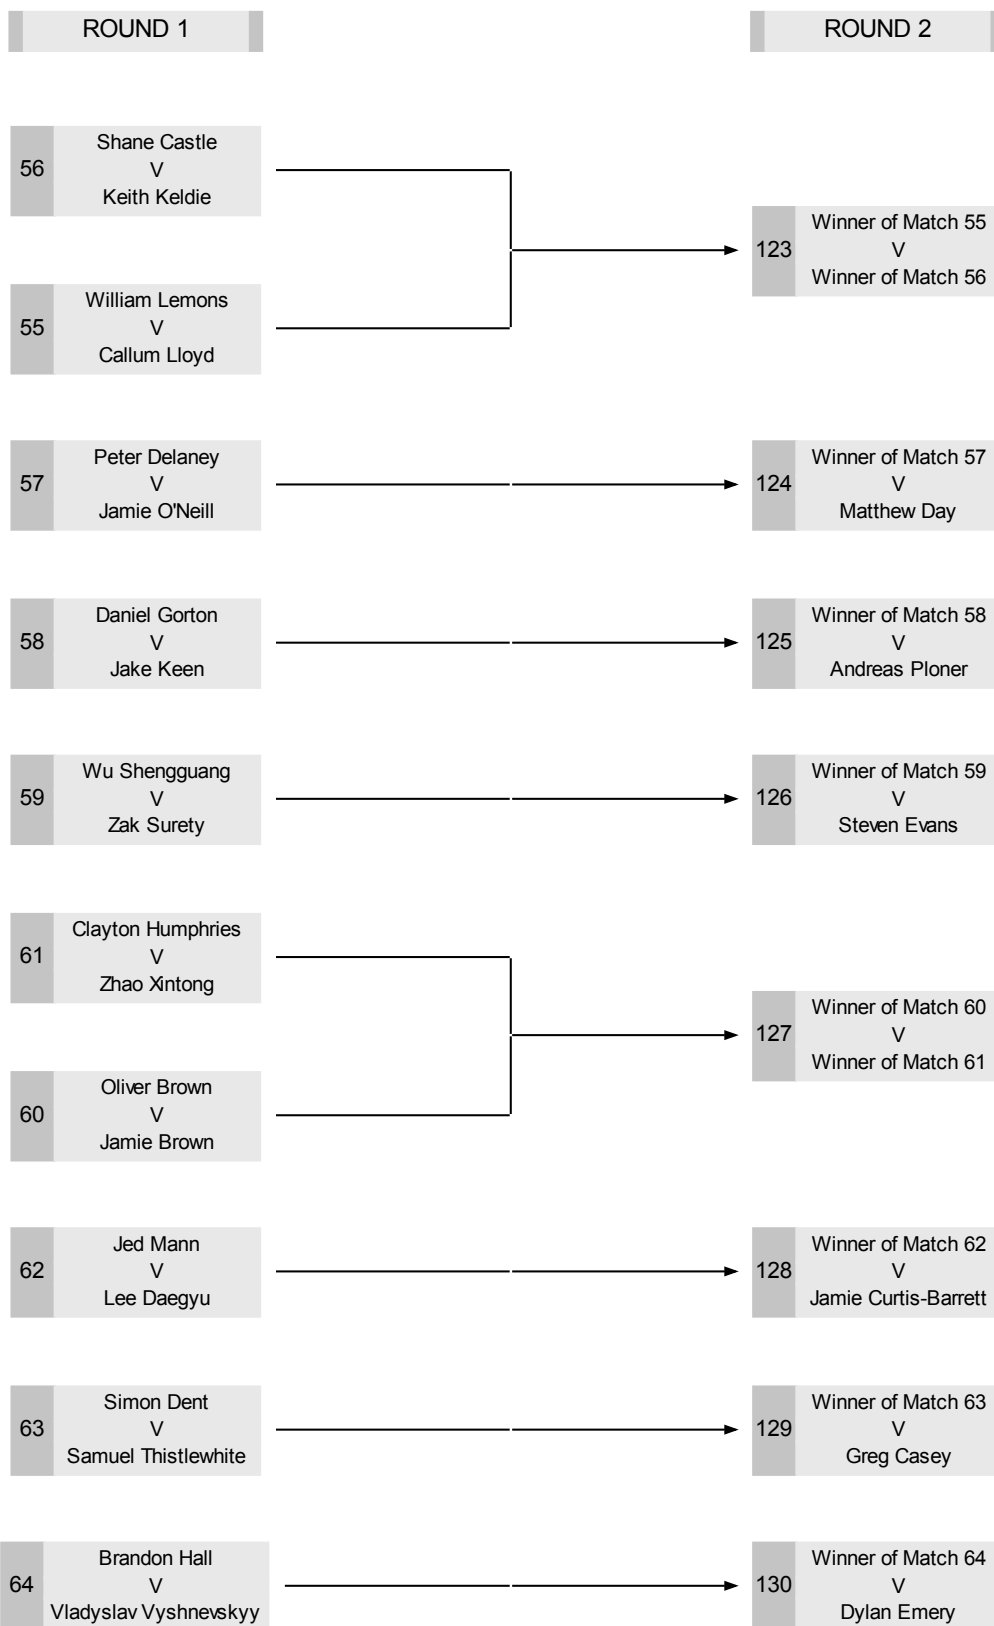 ROUND 1
ROUND 2
56
Shane Castle
V
Keith Keldie
123
Winner of Match 55
V
Winner of Match 56
55
William Lemons
V
Callum Lloyd
57
Peter Delaney
V
Jamie O'Neill
124
Winner of Match 57
V
Matthew Day
58
Daniel Gorton
V
Jake Keen
125
Winner of Match 58
V
Andreas Ploner
59
Wu Shengguang
V
Zak Surety
126
Winner of Match 59
V
Steven Evans
61
Clayton Humphries
V
Zhao Xintong
127
Winner of Match 60
V
Winner of Match 61
60
Oliver Brown
V
Jamie Brown
62
Jed Mann
V
Lee Daegyu
128
Winner of Match 62
V
Jamie Curtis-Barrett
63
Simon Dent
V
Samuel Thistlewhite
129
Winner of Match 63
V
Greg Casey
64
Brandon Hall
V
Vladyslav Vyshnevskyy
130
Winner of Match 64
V
Dylan Emery